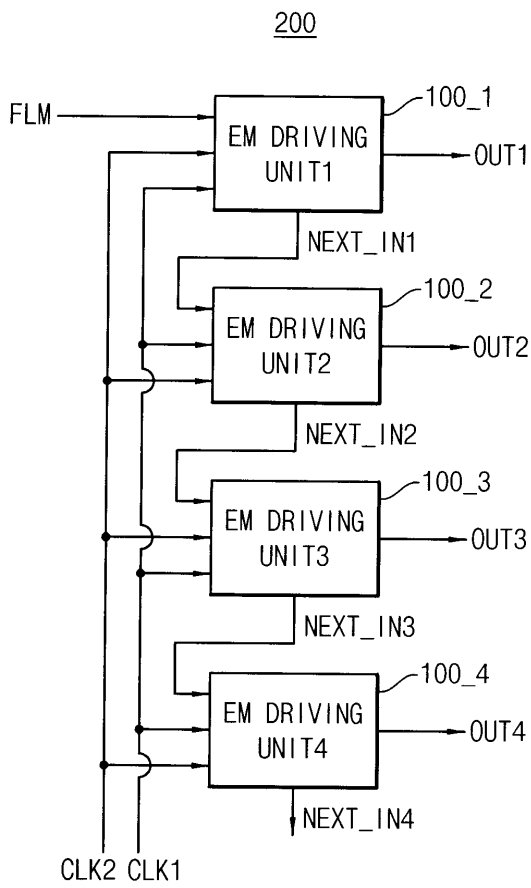 200
100_1
FLM
EM DRIVING
UNIT1
OUT1
NEXT_IN1
100_2
EM DRIVING
UNIT2
OUT2
NEXT_IN2
100_3
EM DRIVING
UNIT3
OUT3
NEXT_IN3
100_4
EM DRIVING
UNIT4
OUT4
NEXT_IN4
CLK2 CLK1